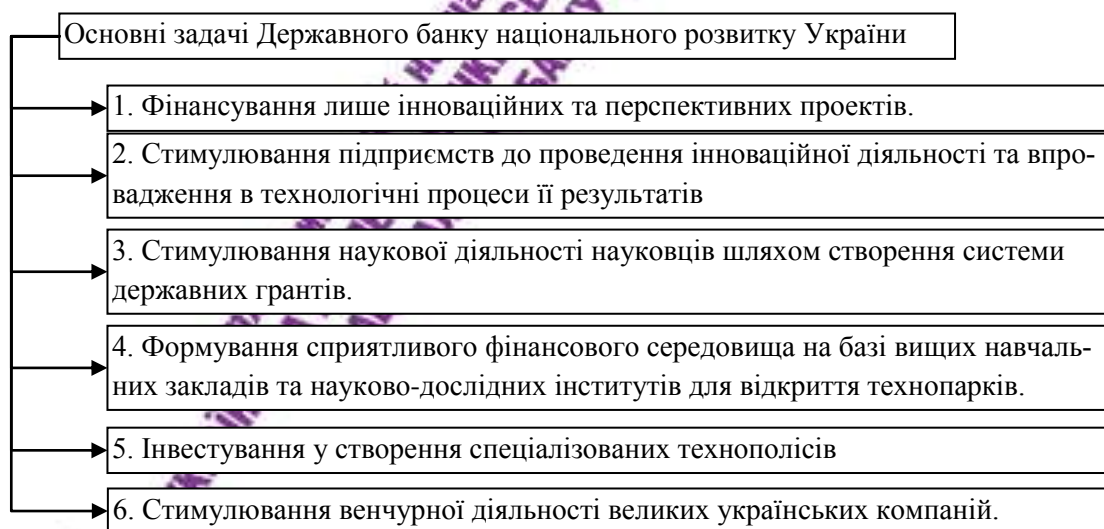 Основні задачі Державного банку національного розвитку України
1. Фінансування лише інноваційних та перспективних проектів.
2. Стимулювання підприємств до проведення інноваційної діяльності та впро-
вадження в технологічні процеси її результатів
3. Стимулювання наукової діяльності науковців шляхом створення системи
державних грантів.
4. Формування сприятливого фінансового середовища на базі вищих навчаль-
них закладів та науково-дослідних інститутів для відкриття технопарків.
5. Інвестування у створення спеціалізованих технополісів
6. Стимулювання венчурної діяльності великих українських компаній.